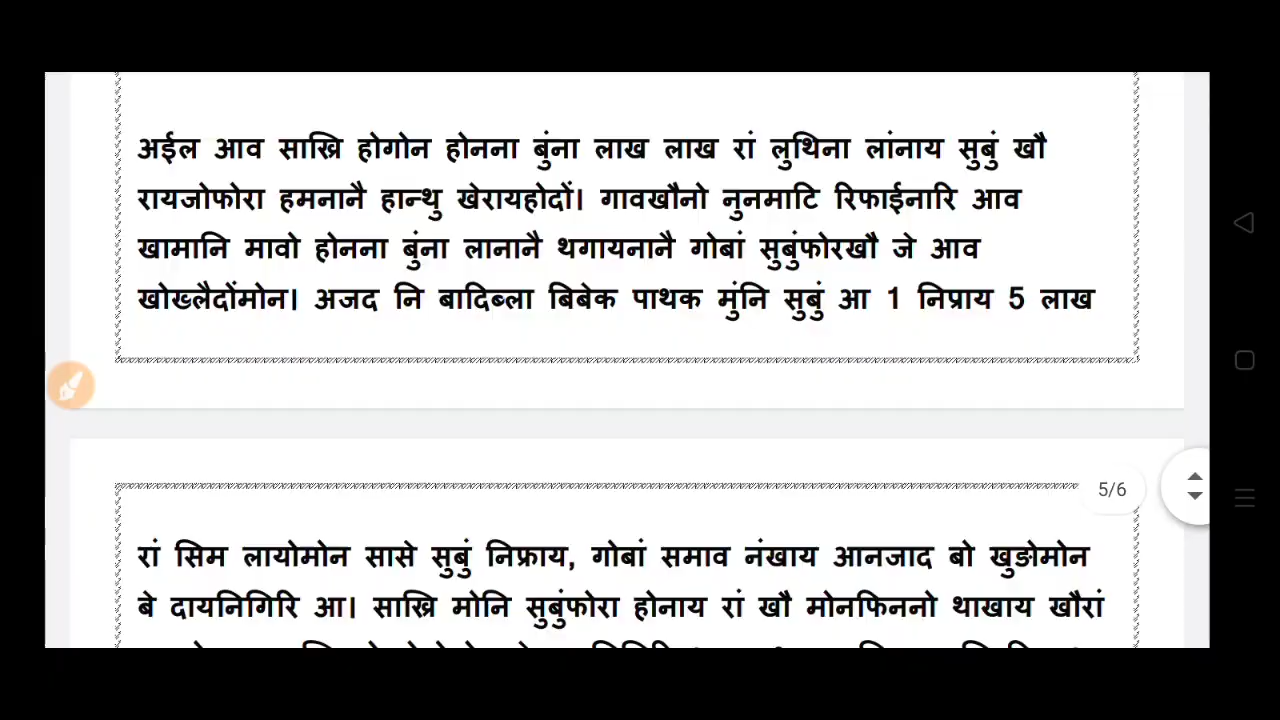 अईल आव साख्रि होगोन होनना बुंना लाख लाख रां लुथिना लांनाय सुबुं खौ
रायजोफोरा हमनानै हान्थु खेरायहोदों। गावखौनो नुनमाटि रिफाईनारि आव
खामानि मावो होनना बुंना लानानै थगायनानै गोबां सुबुंफोरखौ जे आव
खोख्लैदोंमोन। अजद नि बादिब्ला बिबेक पाथक मुंनि सुबुं आ 1 निप्राय 5 लाख
5/6
रां सिम लायोमोन सासे सुबुं निफ्राय, गोबां समाव नंखाय आनजाद बो खुङोमोन
बे दायनिगिरि आ। साख्रि मोनि सुबुंफोरा होनाय रां खौ मोनफिननो थाखाय खौरां